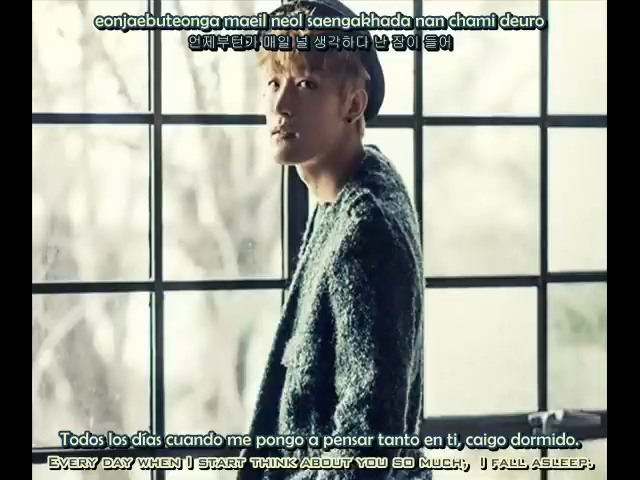 eonjaebuteonga maeil neol saengakhada nan chami deuro
언제부턴가 매일 널 생각하다 난 잠이 들어
Todos los días cuando me pongo a pensar tanto en ti, caigo dormido.
EVERY DAY WHEN I START THINK ABOUT YOU SO MUCH, I FALL ASLEEP.